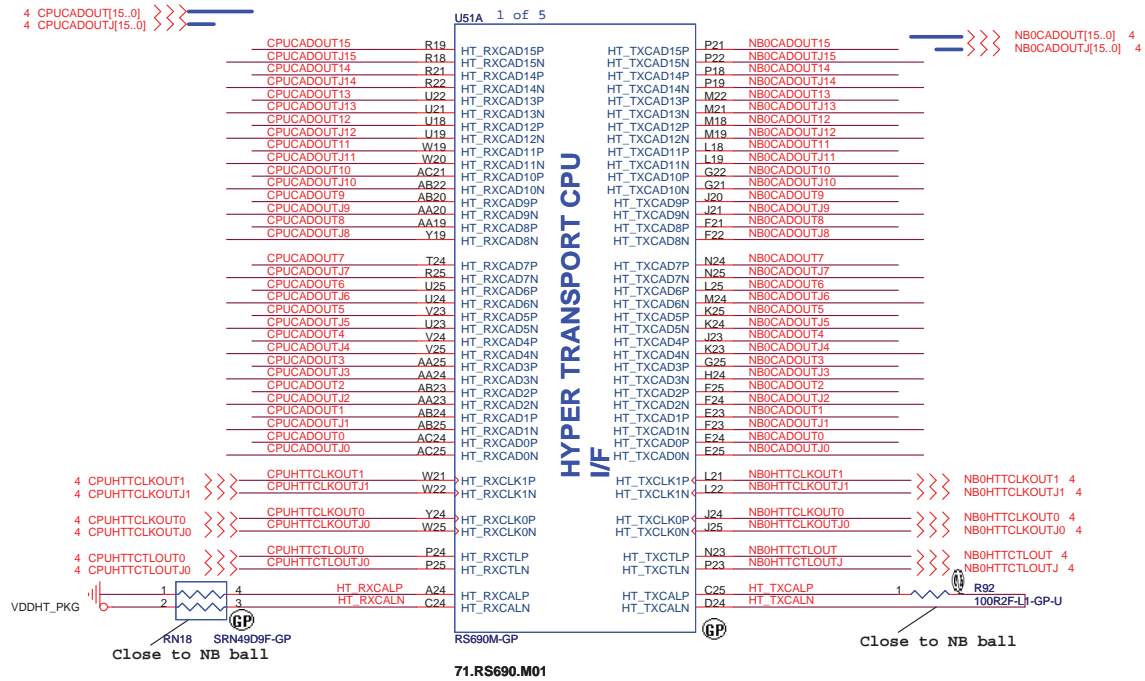 4 CPUCADOUT[15..0]
4 CPUCADOUTJ[15..0]
U51A 1 of 5
NB0CADOUT[15..0] 4
NB0CADOUTJ[15..0] 4
CPUCADOUT15 R19 HT_RXCAD15P HT_TXCAD15P P21 NB0CADOUT15
CPUCADOUTJ15 R18 HT_RXCAD15N HT_TXCAD15N P22 NB0CADOUTJ15
CPUCADOUT14 R21 HT_RXCAD14P HT_TXCAD14P P18 NB0CADOUT14
CPUCADOUTJ14 R22 HT_RXCAD14N HT_TXCAD14N P19 NB0CADOUTJ14
CPUCADOUT13 U22 HT_RXCAD13P HT_TXCAD13P M22 NB0CADOUT13
CPUCADOUTJ13 U21 HT_RXCAD13N HT_TXCAD13N M21 NB0CADOUTJ13
CPUCADOUT12 U18 HT_RXCAD12P HT_TXCAD12P M18 NB0CADOUT12
CPUCADOUTJ12 U19 HT_RXCAD12N HT_TXCAD12N M19 NB0CADOUTJ12
CPUCADOUT11 W19 HT_RXCAD11P HT_TXCAD11P L18 NB0CADOUT11
CPUCADOUTJ11 W20 HT_RXCAD11N HT_TXCAD11N L19 NB0CADOUTJ11
CPUCADOUT10 AC21 HT_RXCAD10P HT_TXCAD10P G22 NB0CADOUT10
CPUCADOUTJ10 AB22 HT_RXCAD10N HT_TXCAD10N G21 NB0CADOUTJ10
CPUCADOUT9 AB20 HT_RXCAD9P HT_TXCAD9P J20 NB0CADOUT9
CPUCADOUTJ9 AA20 HT_RXCAD9N HT_TXCAD9N J21 NB0CADOUTJ9
CPUCADOUT8 AA19 HT_RXCAD8P HT_TXCAD8P F21 NB0CADOUT8
CPUCADOUTJ8 Y19 HT_RXCAD8N HT_TXCAD8N F22 NB0CADOUTJ8
CPUCADOUT7 T24 HT_RXCAD7P HT_TXCAD7P N24 NB0CADOUT7
CPUCADOUTJ7 R25 HT_RXCAD7N HT_TXCAD7N N25 NB0CADOUTJ7
CPUCADOUT6 U25 HT_RXCAD6P HT_TXCAD6P L25 NB0CADOUT6
CPUCADOUTJ6 U24 HT_RXCAD6N HT_TXCAD6N M24 NB0CADOUTJ6
CPUCADOUT5 V23 HT_RXCAD5P HT_TXCAD5P K25 NB0CADOUT5
CPUCADOUTJ5 U23 HT_RXCAD5N HT_TXCAD5N K24 NB0CADOUTJ5
CPUCADOUT4 V24 HT_RXCAD4P HT_TXCAD4P J23 NB0CADOUT4
CPUCADOUTJ4 V25 HT_RXCAD4N HT_TXCAD4N K23 NB0CADOUTJ4
CPUCADOUT3 AA25 HT_RXCAD3P HT_TXCAD3P G25 NB0CADOUT3
CPUCADOUTJ3 AA24 HT_RXCAD3N HT_TXCAD3N H24 NB0CADOUTJ3
CPUCADOUT2 AB23 HT_RXCAD2P HT_TXCAD2P F25 NB0CADOUT2
CPUCADOUTJ2 AA23 HT_RXCAD2N HT_TXCAD2N F24 NB0CADOUTJ2
CPUCADOUT1 AB24 HT_RXCAD1P HT_TXCAD1P E23 NB0CADOUT1
CPUCADOUTJ1 AB25 HT_RXCAD1N HT_TXCAD1N F23 NB0CADOUTJ1
CPUCADOUT0 AC24 HT_RXCAD0P HT_TXCAD0P E24 NB0CADOUT0
CPUCADOUTJ0 AC25 HT_RXCAD0N HT_TXCAD0N E25 NB0CADOUTJ0
HYPER TRANSPORT CPU
I/F
4 CPUHTTCLKOUT1 CPUHTTCLKOUT1 W21 HT_RXCLK1P HT_TXCLK1P L21 NB0HTTCLKOUT1 NB0HTTCLKOUT1 4
4 CPUHTTCLKOUTJ1 CPUHTTCLKOUTJ1 W22 HT_RXCLK1N HT_TXCLK1N L22 NB0HTTCLKOUTJ1 NB0HTTCLKOUTJ1 4
4 CPUHTTCLKOUT0 CPUHTTCLKOUT0 Y24 HT_RXCLK0P HT_TXCLK0P J24 NB0HTTCLKOUT0 NB0HTTCLKOUT0 4
4 CPUHTTCLKOUTJ0 CPUHTTCLKOUTJ0 W25 HT_RXCLK0N HT_TXCLK0N J25 NB0HTTCLKOUTJ0 NB0HTTCLKOUTJ0 4
4 CPUHTTCTLOUT0 CPUHTTCTLOUT0 P24 HT_RXCTLP HT_TXCTLP N23 NB0HTTCTLOUT NB0HTTCTLOUT 4
4 CPUHTTCTLOUTJ0 CPUHTTCTLOUTJ0 P25 HT_RXCTLN HT_TXCTLN P23 NB0HTTCTLOUTJ NB0HTTCTLOUTJ 4
1 4 HT_RXCALP A24 HT_RXCALP HT_TXCALP C25 HT_TXCALP 1 R92
VDDHT_PKG 2 3 HT_RXCALN C24 HT_RXCALN HT_TXCALN D24 HT_TXCALN 100R2F-L1-GP-U
RN18 SRN49D9F-GP GP
RS690M-GP GP
Close to NB ball
Close to NB ball
71.RS690.M01